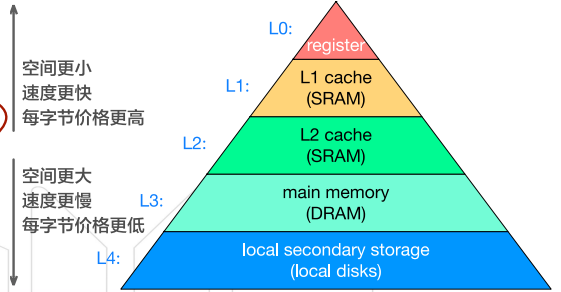 L0:
register
空间更小
速度更快
每字节价格更高
L1:
L1 cache
(SRAM)
L2:
L2 cache
(SRAM)
空间更大
速度更慢
每字节价格更低
L3:
main memory
(DRAM)
L4:
local secondary storage
(local disks)